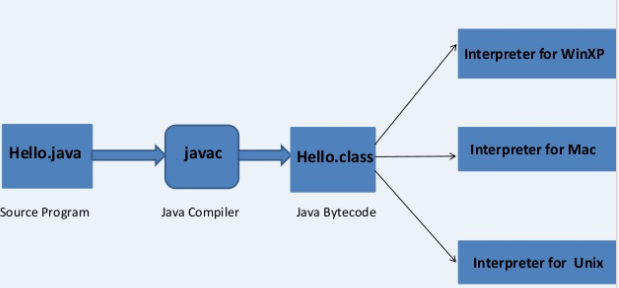 Interpreter for WinXP
Hello.java
javac
Hello.class
Interpreter for Mac
Source Program
Java Compiler
Java Bytecode
Interpreter for Unix